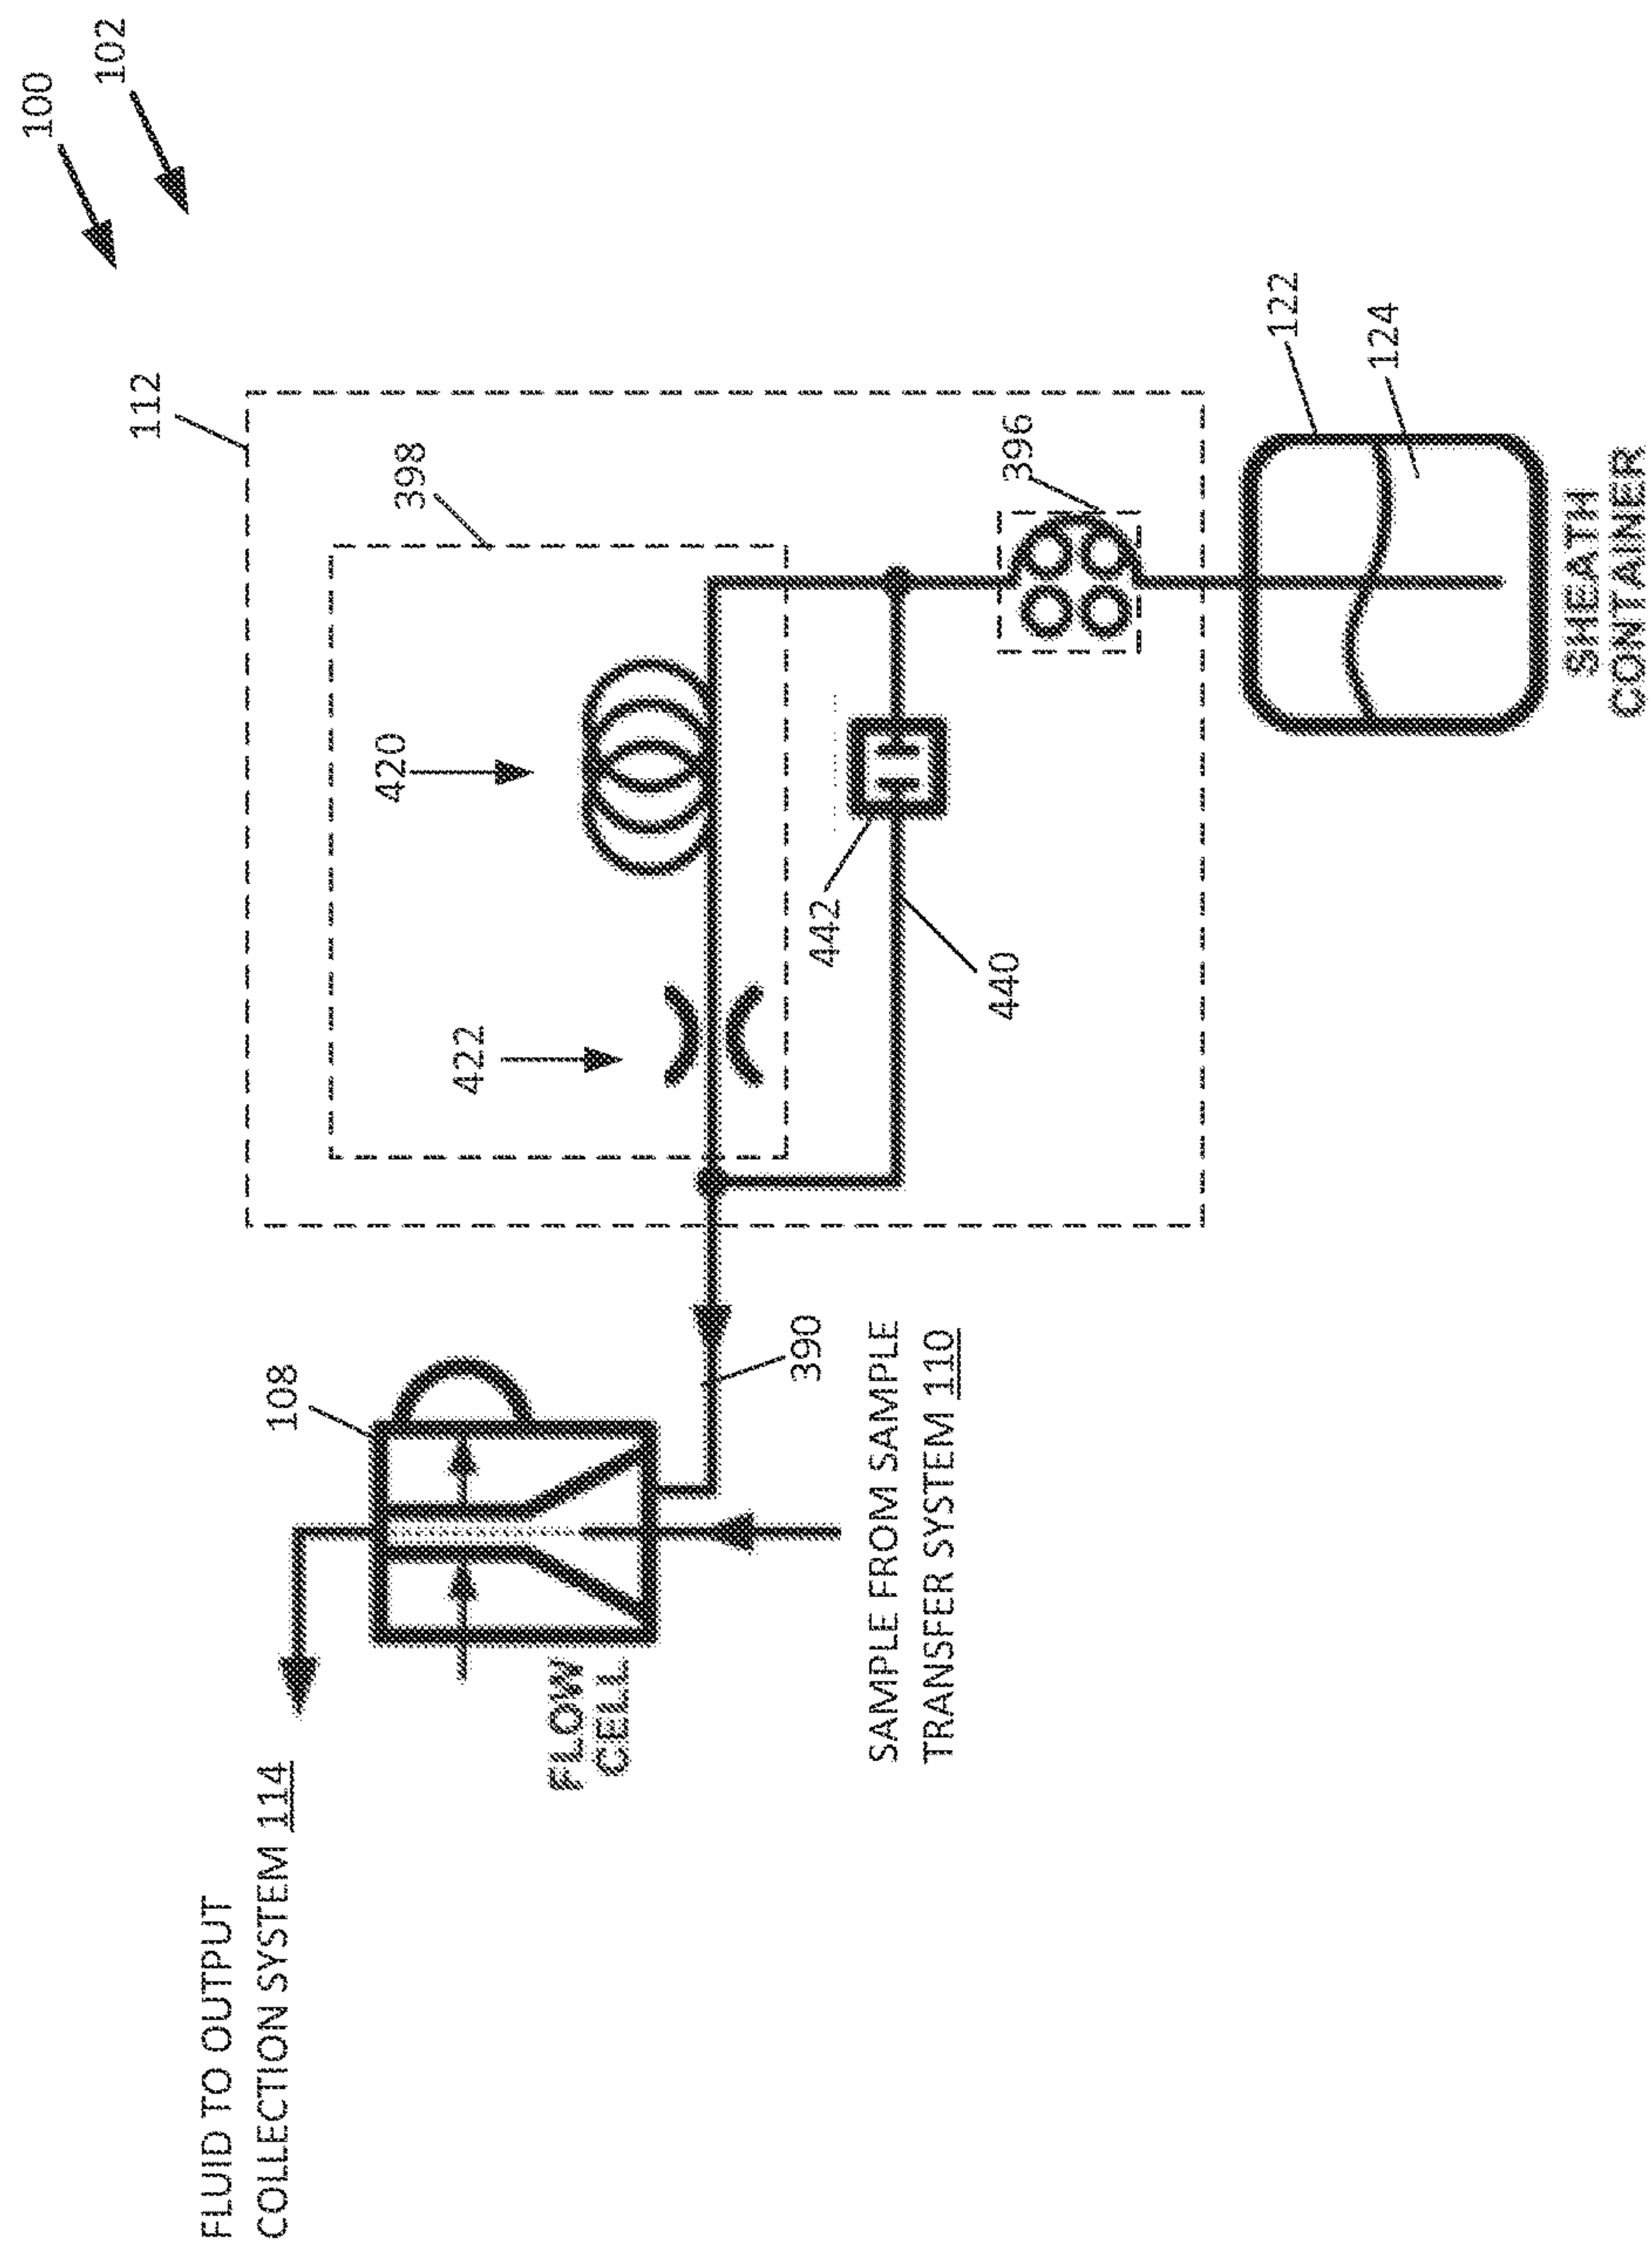 100
102
112
398
420
422
442
440
396
122
124
SHEATH
CONTAINER
108
390
FLOW
CELL
SAMPLE FROM SAMPLE
TRANSFER SYSTEM 110
FLUID TO OUTPUT
COLLECTION SYSTEM 114